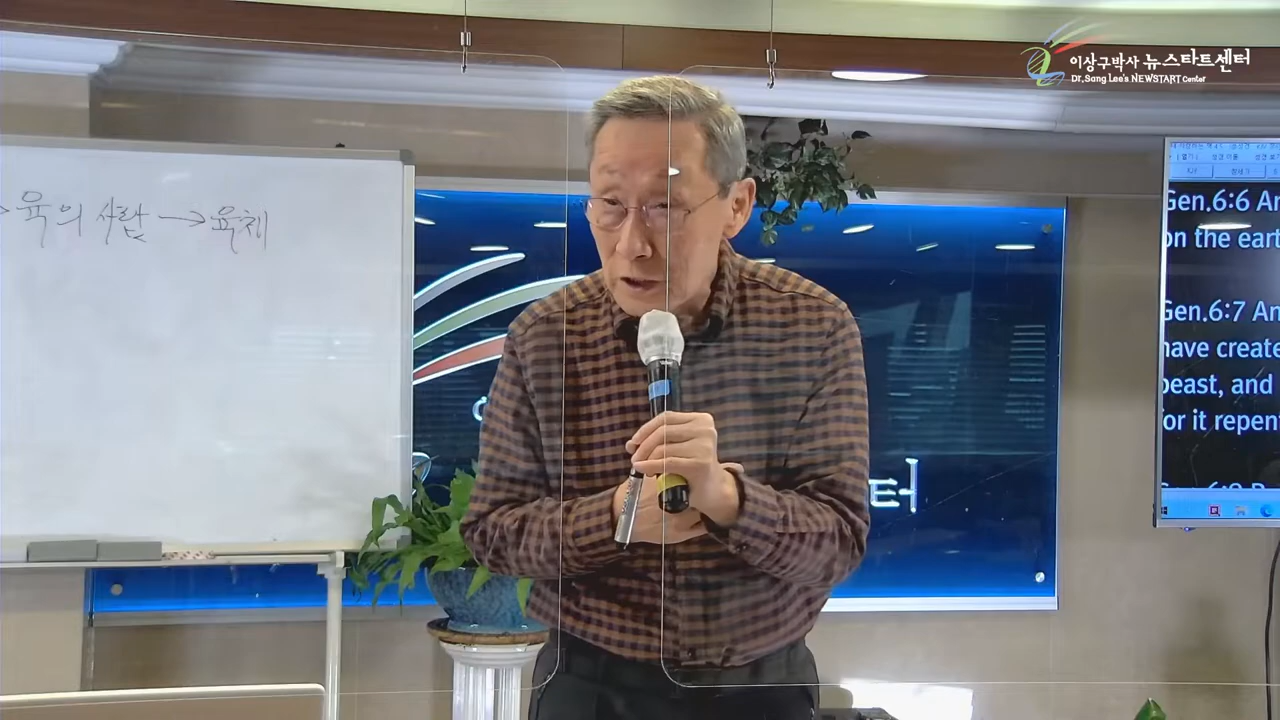 이상구박사 뉴스타트센터
Dr. Sang Lee's NEWSTART Center
육의 사람 → 육체
Gen.6:6 An
on the eart
Gen.6:7 An
have create
beast, and
for it repen
터